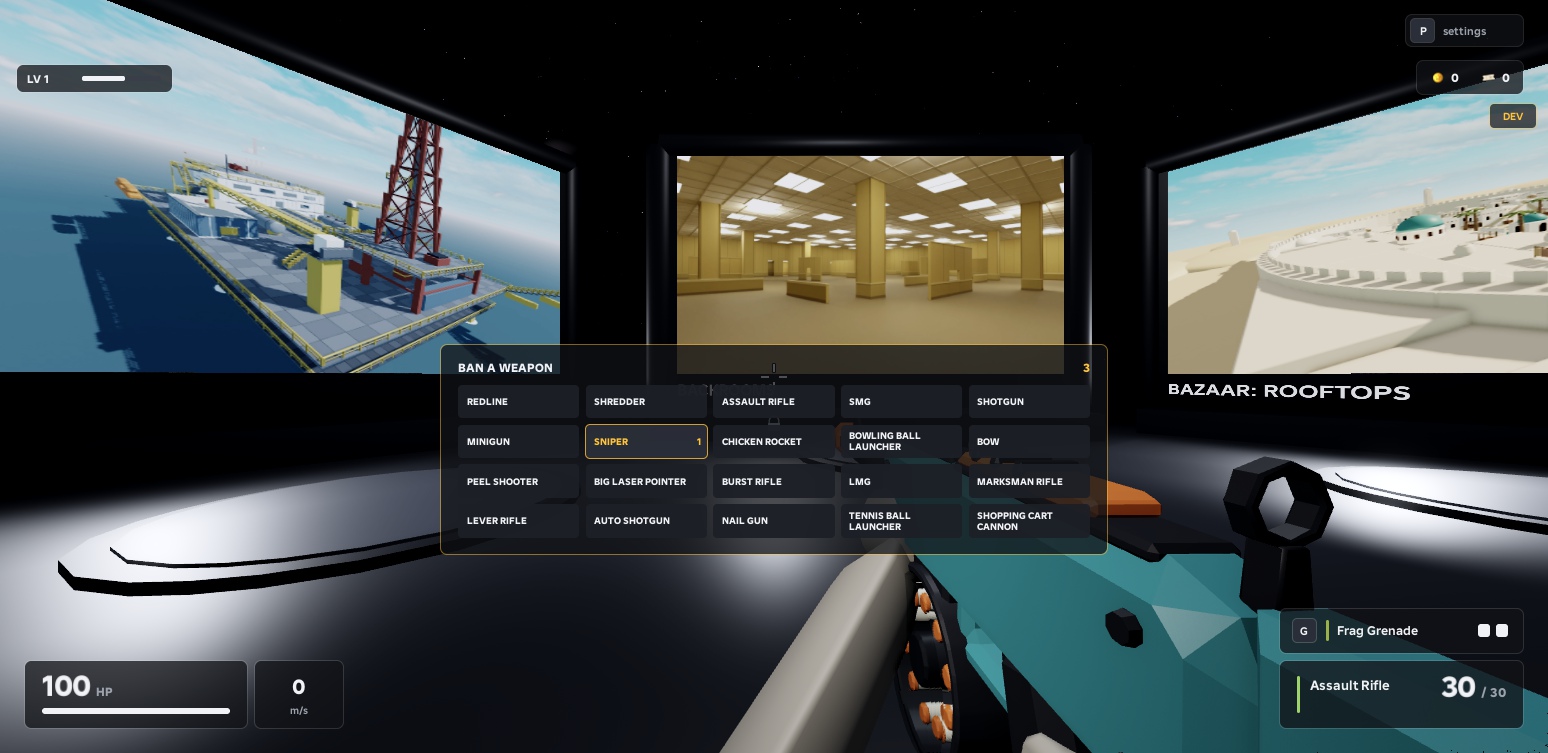 P settings
LV 1
0 0
DEV
BAN A WEAPON 3
REDLINE
SHREDDER
ASSAULT RIFLE
SMG
SHOTGUN
MINIGUN
SNIPER 1
CHICKEN ROCKET
BOWLING BALL
LAUNCHER
BOW
PEEL SHOOTER
BIG LASER POINTER
BURST RIFLE
LMG
MARKSMAN RIFLE
LEVER RIFLE
AUTO SHOTGUN
NAIL GUN
TENNIS BALL
LAUNCHER
SHOPPING CART
CANNON
BAZAAR: ROOFTOPS
G Frag Grenade
Assault Rifle 30 / 30
100 HP
0
m/s